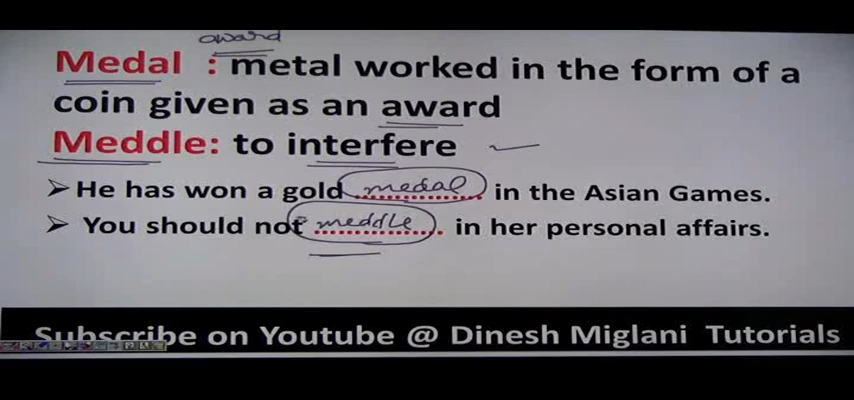 award
Medal : metal worked in the form of a
coin given as an award
Meddle: to interfere
➢He has won a gold medal in the Asian Games.
➢ You should not meddle in her personal affairs.
Subscribe on Youtube @ Dinesh Miglani Tutorials